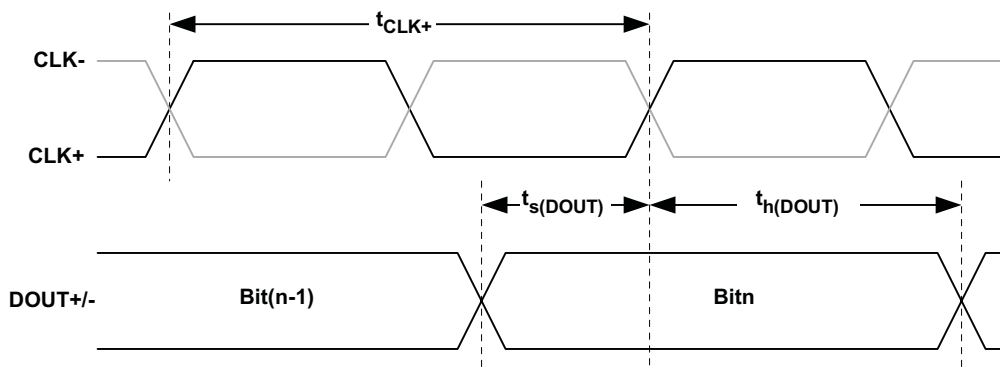 tCLK+
CLK-
CLK+
ts(DOUT)
th(DOUT)
DOUT+/-
Bit(n-1)
Bitn